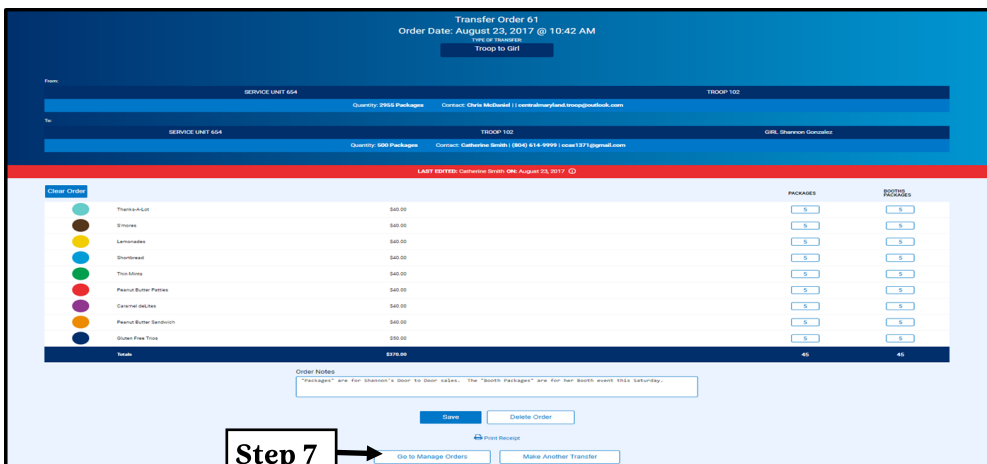 Transfer Order 61
Order Date: August 23, 2017 @ 10:42 AM
TYPE OF TRANSFER:
Troop to Girl
From:
SERVICE UNIT 654 TROOP 102
Quantity: 2955 Packages Contact: Chris McDaniel | | centralmaryland.troop@outlook.com
To:
SERVICE UNIT 654 TROOP 102 GIRL Shannon Gonzalez
Quantity: 500 Packages Contact: Catherine Smith | (804) 614-9999 | ccas1371@gmail.com
LAST EDITED: Catherine Smith ON: August 23, 2017
Clear Order PACKAGES BOOTHS PACKAGES
Thanks-A-Lot $40.00 5 5
S'mores $40.00 5 5
Lemonades $40.00 5 5
Shortbread $40.00 5 5
Thin Mints $40.00 5 5
Peanut Butter Patties $40.00 5 5
Caramel deLites $40.00 5 5
Peanut Butter Sandwich $40.00 5 5
Gluten Free Trios $50.00 5 5
Totals $370.00 45 45
Order Notes
"Packages" are for Shannon's Door to Door sales. The "Booth Packages" are for her Booth event this Saturday.
Save Delete Order
Print Receipt
Step 7 Go to Manage Orders Make Another Transfer